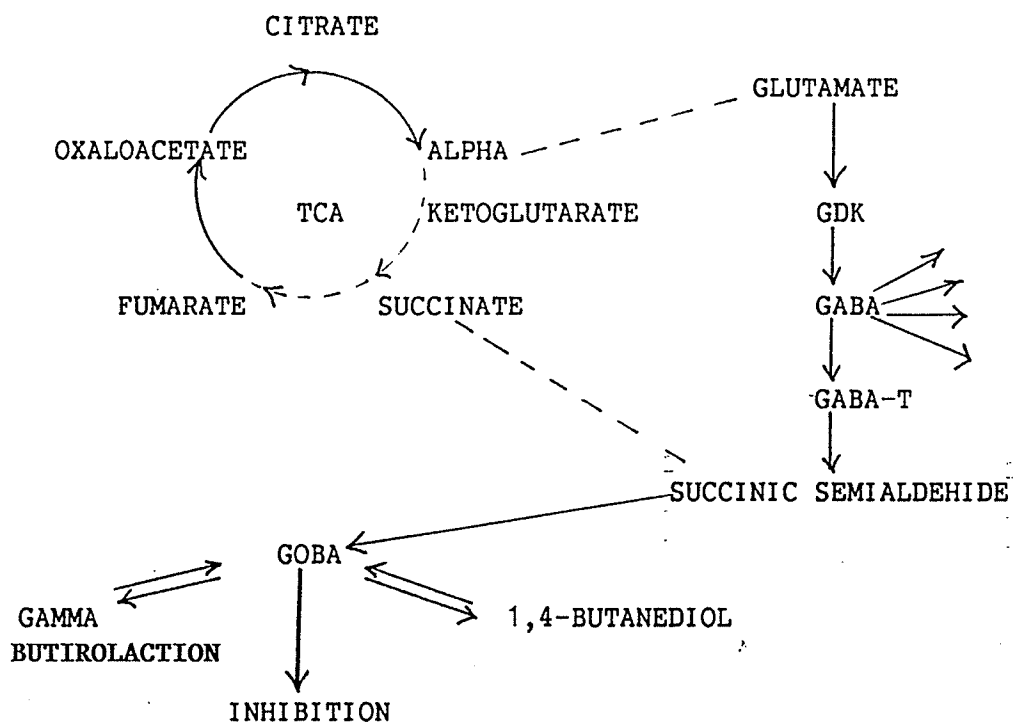 CITRATE
GLUTAMATE
OXALOACETATE
ALPHA
TCA
KETOGLUTARATE
GDK
FUMARATE
SUCCINATE
GABA
GABA-T
SUCCINIC SEMIALDEHIDE
GOBA
GAMMA
BUTIROLACTION
1,4-BUTANEDIOL
INHIBITION